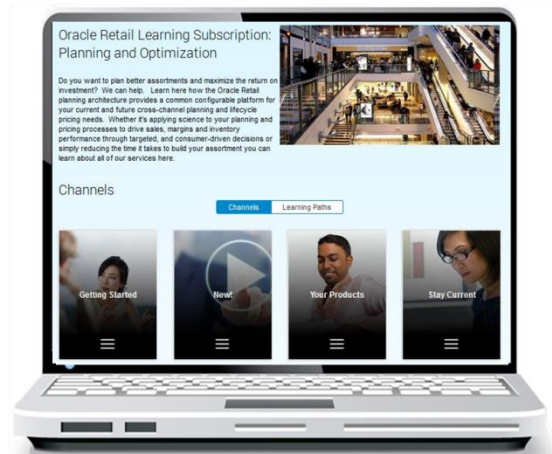 Oracle Retail Learning Subscription:
Planning and Optimization
Do you want to plan better assortments and maximize the return on
investment? We can help. Learn here how the Oracle Retail
planning architecture provides a common configurable platform for
your current and future cross-channel planning and lifecycle
pricing needs. Whether it's applying science to your planning and
pricing processes to drive sales, margins and inventory
performance through targeted, and consumer-driven decisions or
simply reducing the time it takes to build your assortment you can
learn about all of our services here.
Channels
Channels Learning Paths
Getting Started New! Your Products Stay Current